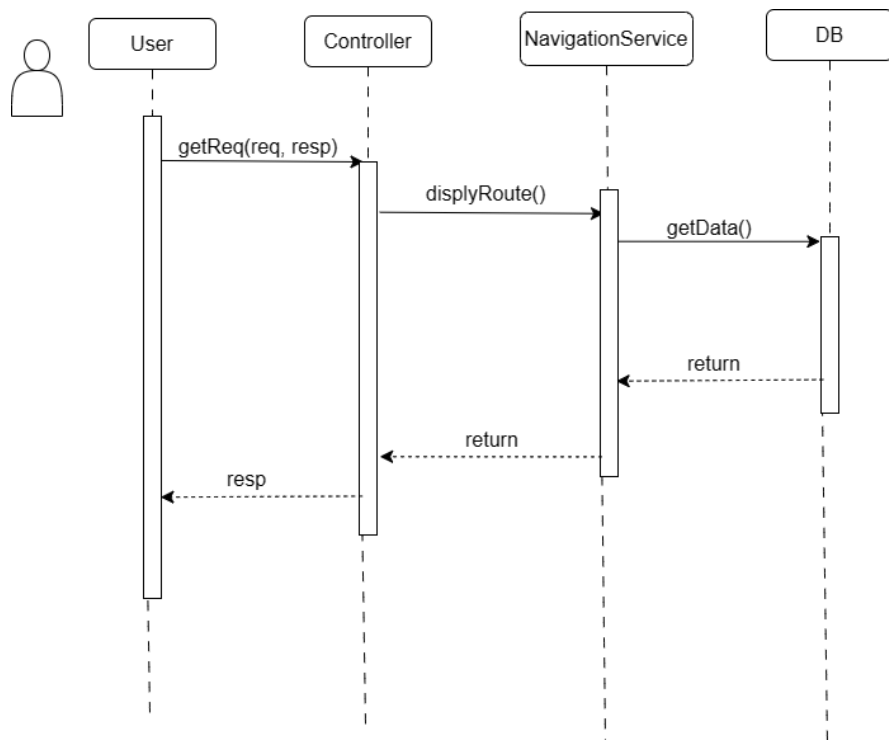 User
Controller
NavigationService
DB
getReq(req, resp)
displyRoute()
getData()
return
return
resp